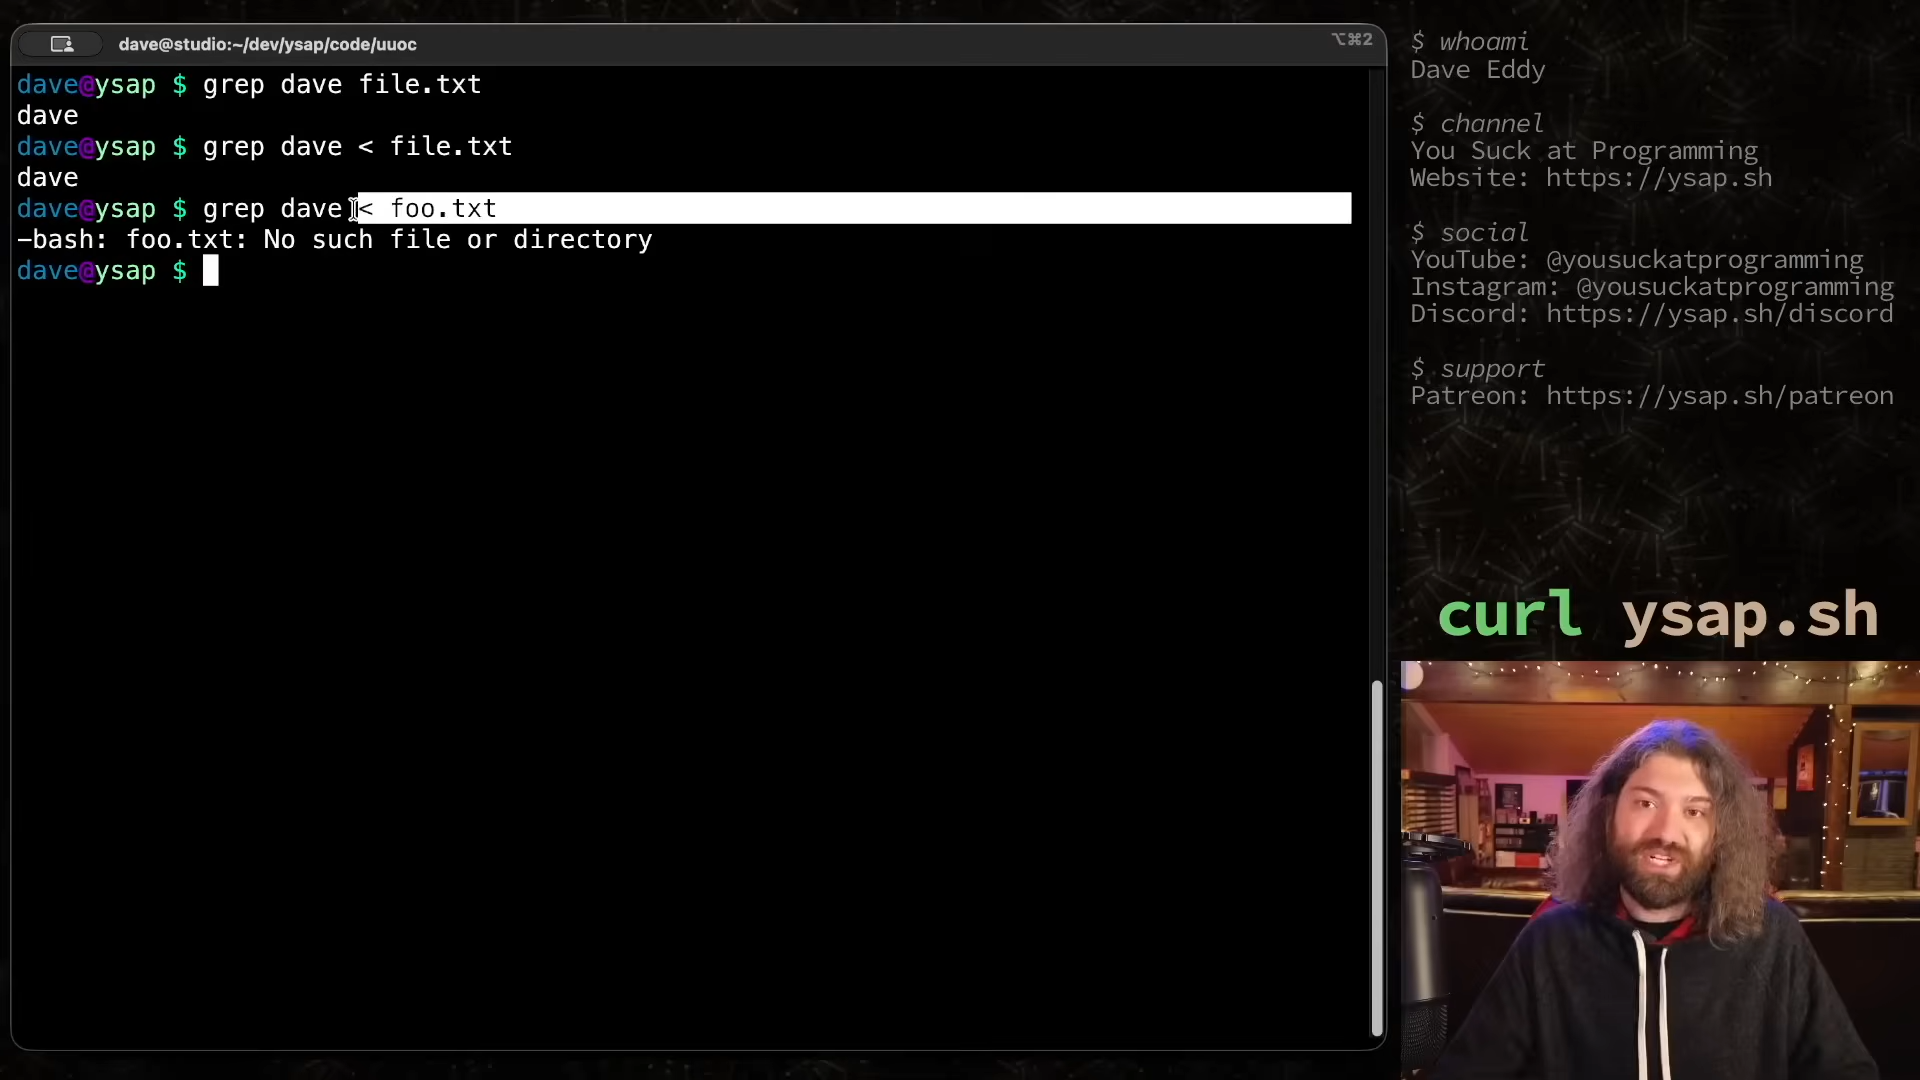 dave@studio:~/dev/ysap/code/uuoc
⌥⌘2
dave@ysap $ grep dave file.txt
dave
dave@ysap $ grep dave < file.txt
dave
dave@ysap $ grep dave < foo.txt
-bash: foo.txt: No such file or directory
dave@ysap $
$ whoami
Dave Eddy
$ channel
You Suck at Programming
Website: https://ysap.sh
$ social
YouTube: @yousuckatprogramming
Instagram: @yousuckatprogramming
Discord: https://ysap.sh/discord
$ support
Patreon: https://ysap.sh/patreon
curl ysap.sh